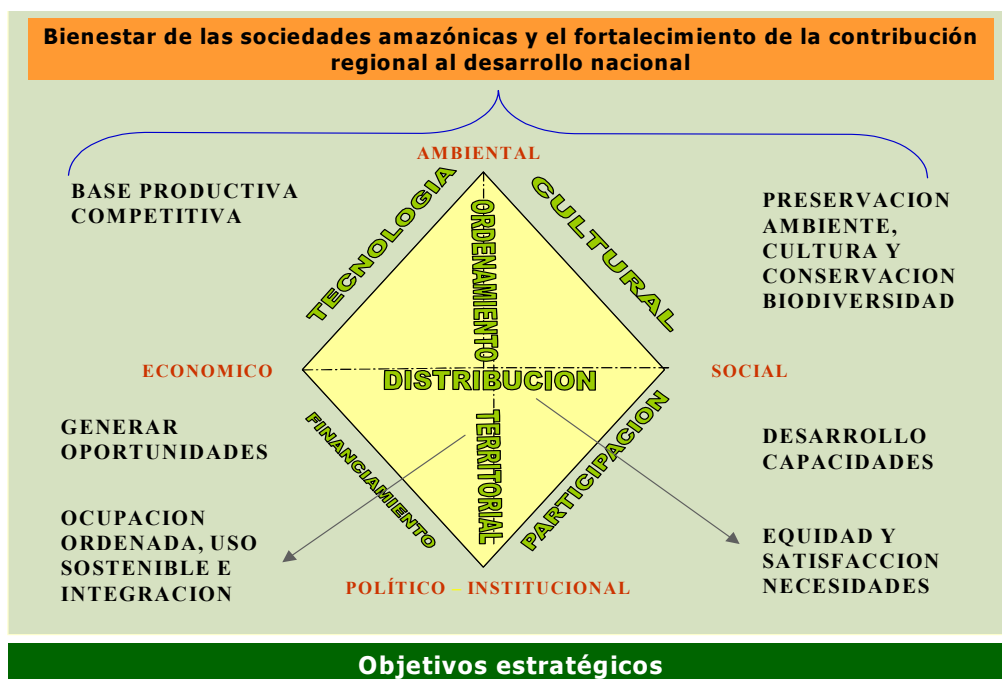 Bienestar de las sociedades amazónicas y el fortalecimiento de la contribución
regional al desarrollo nacional
AMBIENTAL
BASE PRODUCTIVA
COMPETITIVA
TECNOLOGIA
CULTURAL
PRESERVACION
AMBIENTE,
CULTURA Y
CONSERVACION
BIODIVERSIDAD
ORDENAMIENTO
TERRITORIAL
ECONOMICO
DISTRIBUCION
SOCIAL
GENERAR
OPORTUNIDADES
FINANCIAMIENTO
PARTICIPACION
DESARROLLO
CAPACIDADES
OCUPACION
ORDENADA, USO
SOSTENIBLE E
INTEGRACION
EQUIDAD Y
SATISFACCION
NECESIDADES
POLÍTICO – INSTITUCIONAL
Objetivos estratégicos